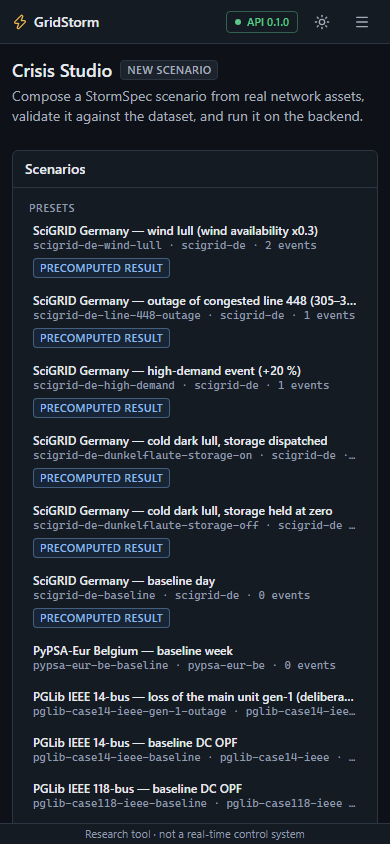 GridStorm
API 0.1.0
Crisis Studio
NEW SCENARIO
Compose a StormSpec scenario from real network assets,
validate it against the dataset, and run it on the backend.
Scenarios
PRESETS
SciGRID Germany — wind lull (wind availability x0.3)
scigrid-de-wind-lull · scigrid-de · 2 events
PRECOMPUTED RESULT
SciGRID Germany — outage of congested line 448 (305–3…
scigrid-de-line-448-outage · scigrid-de · 1 events
PRECOMPUTED RESULT
SciGRID Germany — high-demand event (+20 %)
scigrid-de-high-demand · scigrid-de · 1 events
PRECOMPUTED RESULT
SciGRID Germany — cold dark lull, storage dispatched
scigrid-de-dunkelflaute-storage-on · scigrid-de ·…
PRECOMPUTED RESULT
SciGRID Germany — cold dark lull, storage held at zero
scigrid-de-dunkelflaute-storage-off · scigrid-de …
PRECOMPUTED RESULT
SciGRID Germany — baseline day
scigrid-de-baseline · scigrid-de · 0 events
PRECOMPUTED RESULT
PyPSA-Eur Belgium — baseline week
pypsa-eur-be-baseline · pypsa-eur-be · 0 events
PGLib IEEE 14-bus — loss of the main unit gen-1 (delibera…
pglib-case14-ieee-gen-1-outage · pglib-case14-iee…
PGLib IEEE 14-bus — baseline DC OPF
pglib-case14-ieee-baseline · pglib-case14-ieee · …
PGLib IEEE 118-bus — baseline DC OPF
pglib-case118-ieee-baseline · pglib-case118-ieee …
Research tool · not a real-time control system